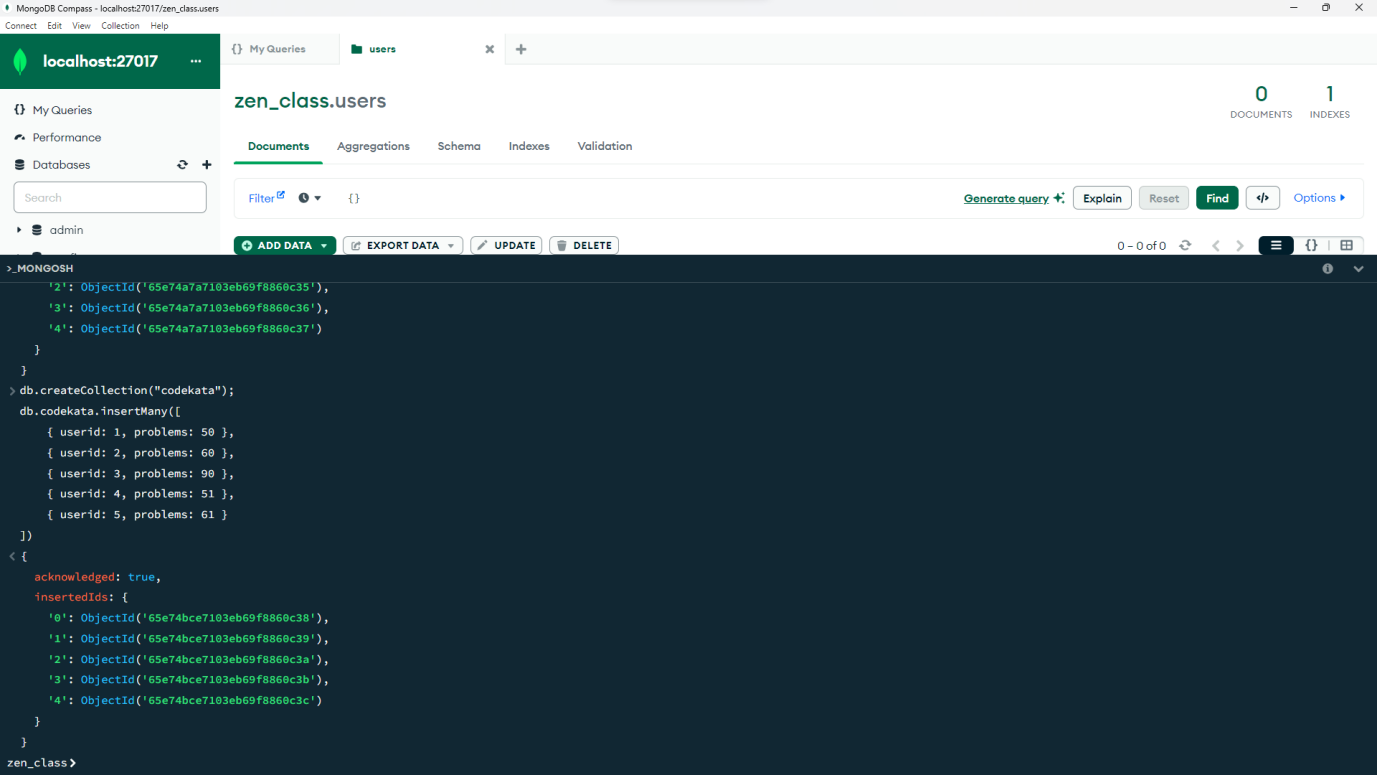 MongoDB Compass - localhost:27017/zen_class.users
Connect Edit View Collection Help
localhost:27017 ...
{} My Queries
users
{} My Queries
Performance
Databases
Search
admin
zen_class.users
0 DOCUMENTS
1 INDEXES
Documents Aggregations Schema Indexes Validation
Filter {} Generate query Explain Reset Find </> Options
ADD DATA EXPORT DATA UPDATE DELETE 0 – 0 of 0 {}
>_MONGOSH
'2': ObjectId('65e74a7a7103eb69f8860c35'),
'3': ObjectId('65e74a7a7103eb69f8860c36'),
'4': ObjectId('65e74a7a7103eb69f8860c37')
}
}
> db.createCollection("codekata");
db.codekata.insertMany([
{ userid: 1, problems: 50 },
{ userid: 2, problems: 60 },
{ userid: 3, problems: 90 },
{ userid: 4, problems: 51 },
{ userid: 5, problems: 61 }
])
< {
acknowledged: true,
insertedIds: {
'0': ObjectId('65e74bce7103eb69f8860c38'),
'1': ObjectId('65e74bce7103eb69f8860c39'),
'2': ObjectId('65e74bce7103eb69f8860c3a'),
'3': ObjectId('65e74bce7103eb69f8860c3b'),
'4': ObjectId('65e74bce7103eb69f8860c3c')
}
}
zen_class>